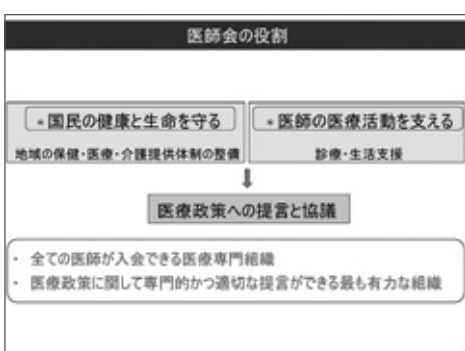 医師会の役割
* 国民の健康と生命を守る
* 医師の医療活動を支える
地域の保健・医療・介護提供体制の整備
診療・生活支援
医療政策への提言と協議
・ 全ての医師が入会できる医療専門組織
・ 医療政策に関して専門的かつ適切な提言ができる最も有力な組織